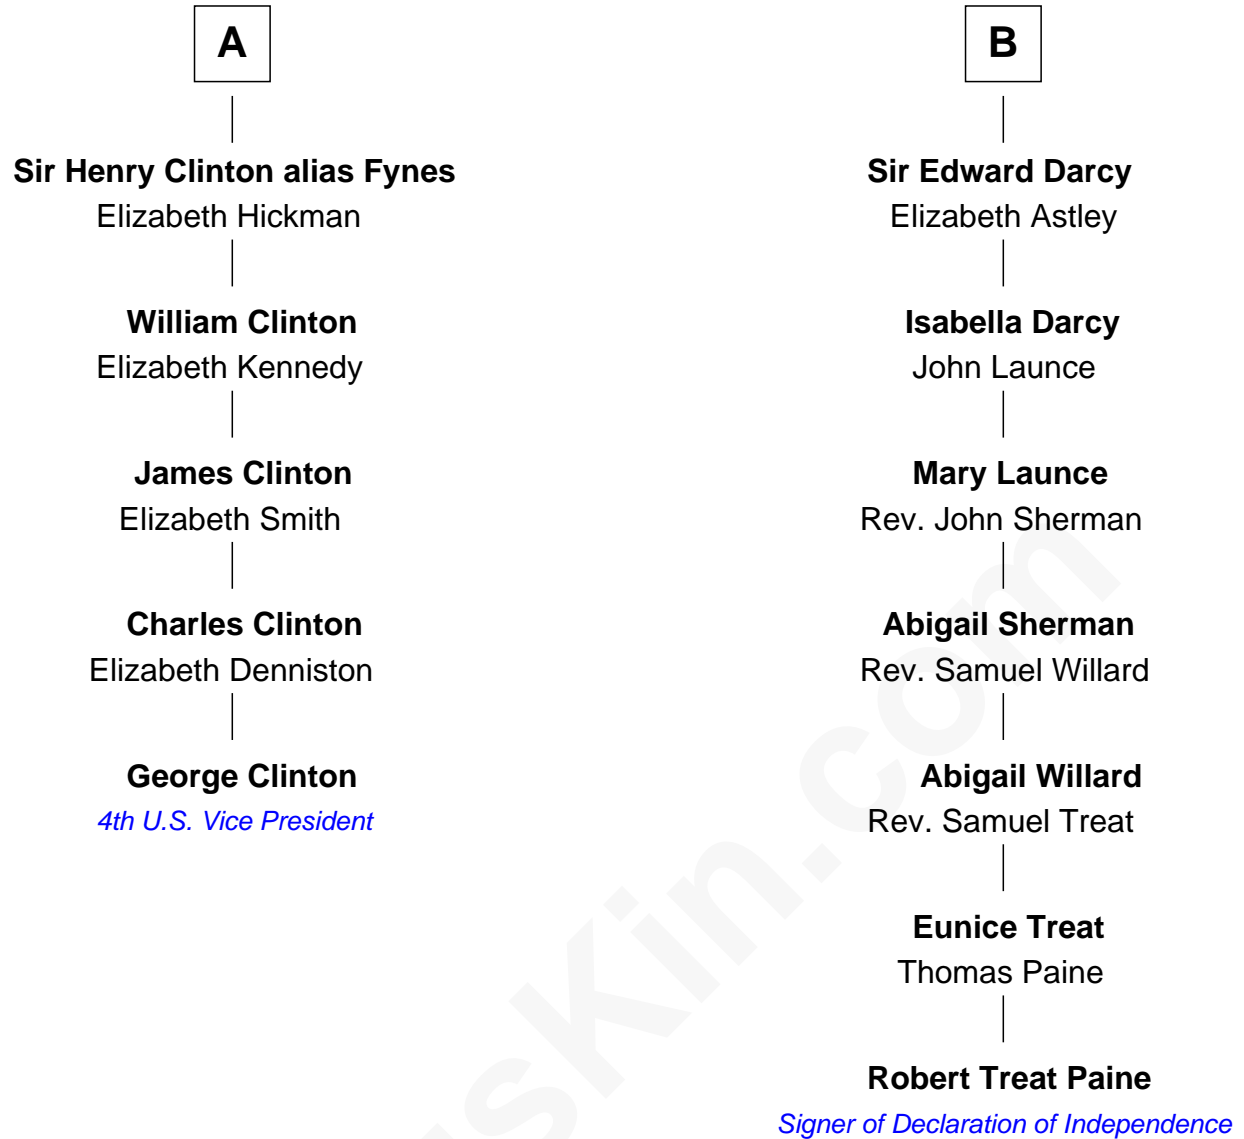 A
Sir Henry Clinton alias Fynes
Elizabeth Hickman
William Clinton
Elizabeth Kennedy
James Clinton
Elizabeth Smith
Charles Clinton
Elizabeth Denniston
George Clinton
4th U.S. Vice President
B
Sir Edward Darcy
Elizabeth Astley
Isabella Darcy
John Launce
Mary Launce
Rev. John Sherman
Abigail Sherman
Rev. Samuel Willard
Abigail Willard
Rev. Samuel Treat
Eunice Treat
Thomas Paine
Robert Treat Paine
Signer of Declaration of Independence
sKin.com